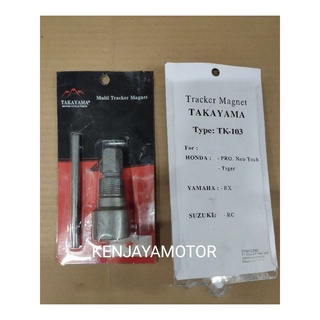 TAKAYAMA
Multi Tracker Magnet
Tracker Magnet
TAKAYAMA
Type: TK-103
For :
HONDA : - PRO, Neo Tech
- Tiger
YAMAHA : - RX
SUZUKI: - RC
KENJAYAMOTOR